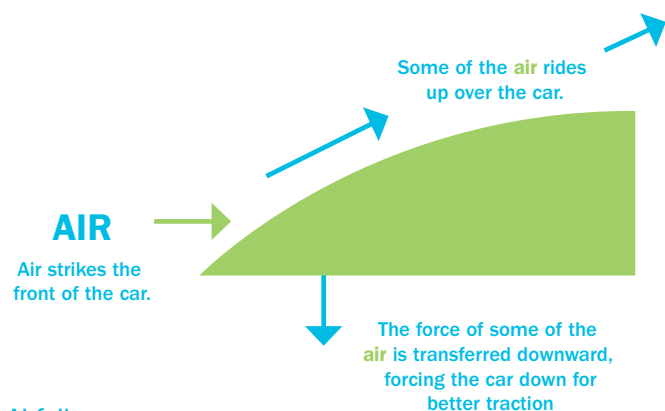 Some of the air rides
up over the car.
AIR
Air strikes the
front of the car.
The force of some of the
air is transferred downward,
forcing the car down for
better traction